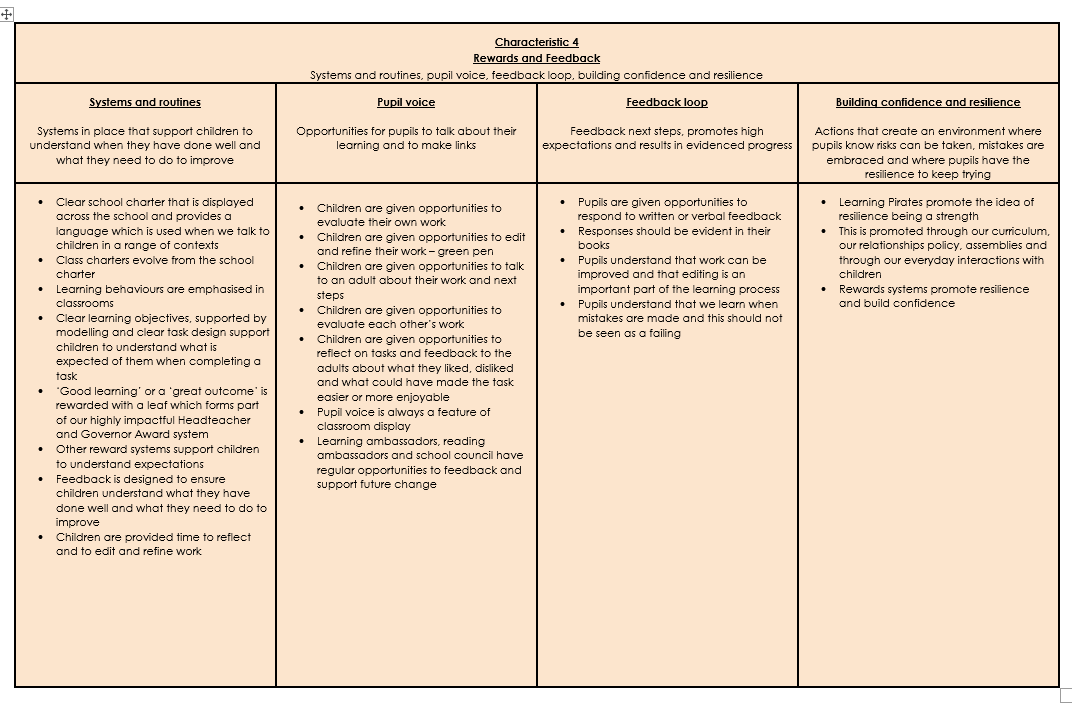 Characteristic 4
Rewards and Feedback
Systems and routines, pupil voice, feedback loop, building confidence and resilience
Systems and routines
Systems in place that support children to
understand when they have done well and
what they need to do to improve
Pupil voice
Opportunities for pupils to talk about their
learning and to make links
Feedback loop
Feedback next steps, promotes high
expectations and results in evidenced progress
Building confidence and resilience
Actions that create an environment where
pupils know risks can be taken, mistakes are
embraced and where pupils have the
resilience to keep trying
• Clear school charter that is displayed
across the school and provides a
language which is used when we talk to
children in a range of contexts
• Class charters evolve from the school
charter
• Learning behaviours are emphasised in
classrooms
• Clear learning objectives, supported by
modelling and clear task design support
children to understand what is
expected of them when completing a
task
• 'Good learning' or a 'great outcome' is
rewarded with a leaf which forms part
of our highly impactful Headteacher
and Governor Award system
• Other reward systems support children
to understand expectations
• Feedback is designed to ensure
children understand what they have
done well and what they need to do to
improve
• Children are provided time to reflect
and to edit and refine work
• Children are given opportunities to
evaluate their own work
• Children are given opportunities to edit
and refine their work – green pen
• Children are given opportunities to talk
to an adult about their work and next
steps
• Children are given opportunities to
evaluate each other's work
• Children are given opportunities to
reflect on tasks and feedback to the
adults about what they liked, disliked
and what could have made the task
easier or more enjoyable
• Pupil voice is always a feature of
classroom display
• Learning ambassadors, reading
ambassadors and school council have
regular opportunities to feedback and
support future change
• Pupils are given opportunities to
respond to written or verbal feedback
• Responses should be evident in their
books
• Pupils understand that work can be
improved and that editing is an
important part of the learning process
• Pupils understand that we learn when
mistakes are made and this should not
be seen as a failing
• Learning Pirates promote the idea of
resilience being a strength
• This is promoted through our curriculum,
our relationships policy, assemblies and
through our everyday interactions with
children
• Rewards systems promote resilience
and build confidence